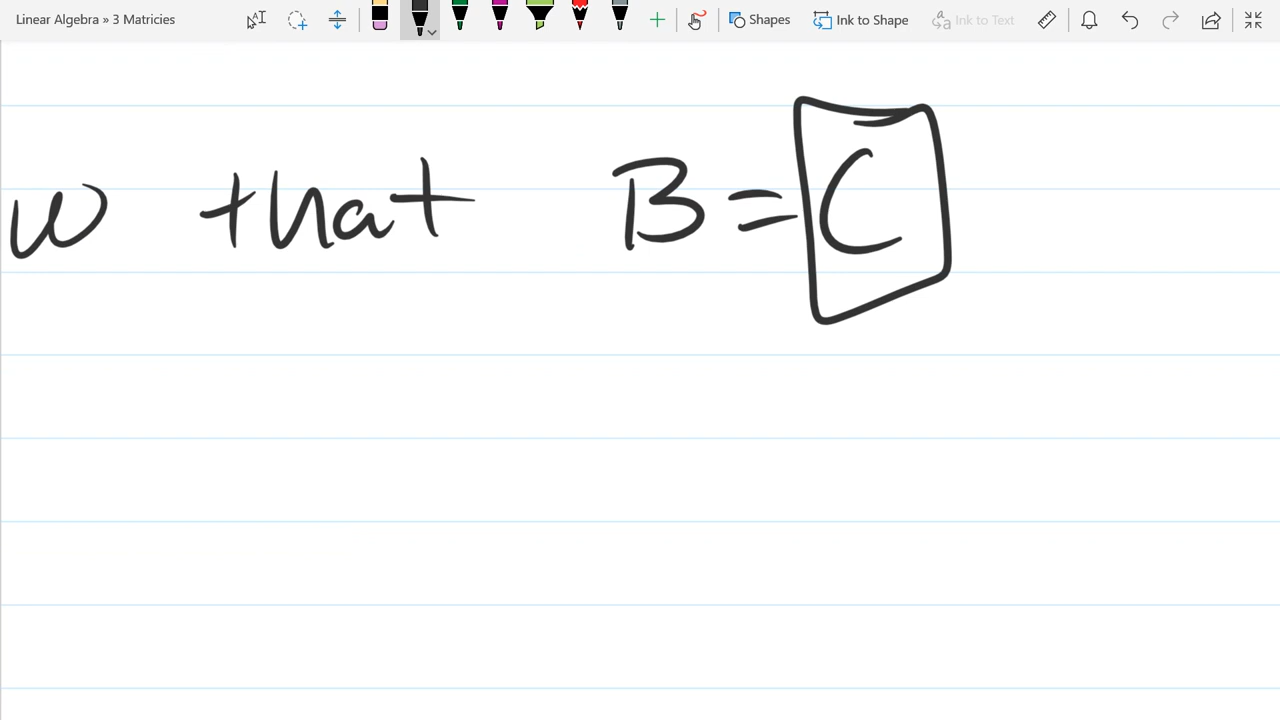 Linear Algebra » 3 Matricies
Shapes
Ink to Shape
Ink to Text
w that B = C